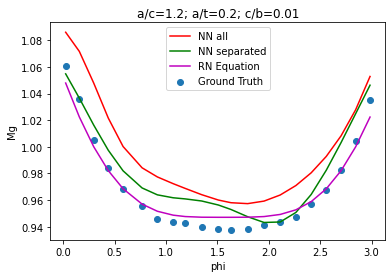 a/c=1.2; a/t=0.2; c/b=0.01
NN all
NN separated
RN Equation
Ground Truth
Mg
1.08
1.06
1.04
1.02
1.00
0.98
0.96
0.94
0.0 0.5 1.0 1.5 2.0 2.5 3.0
phi